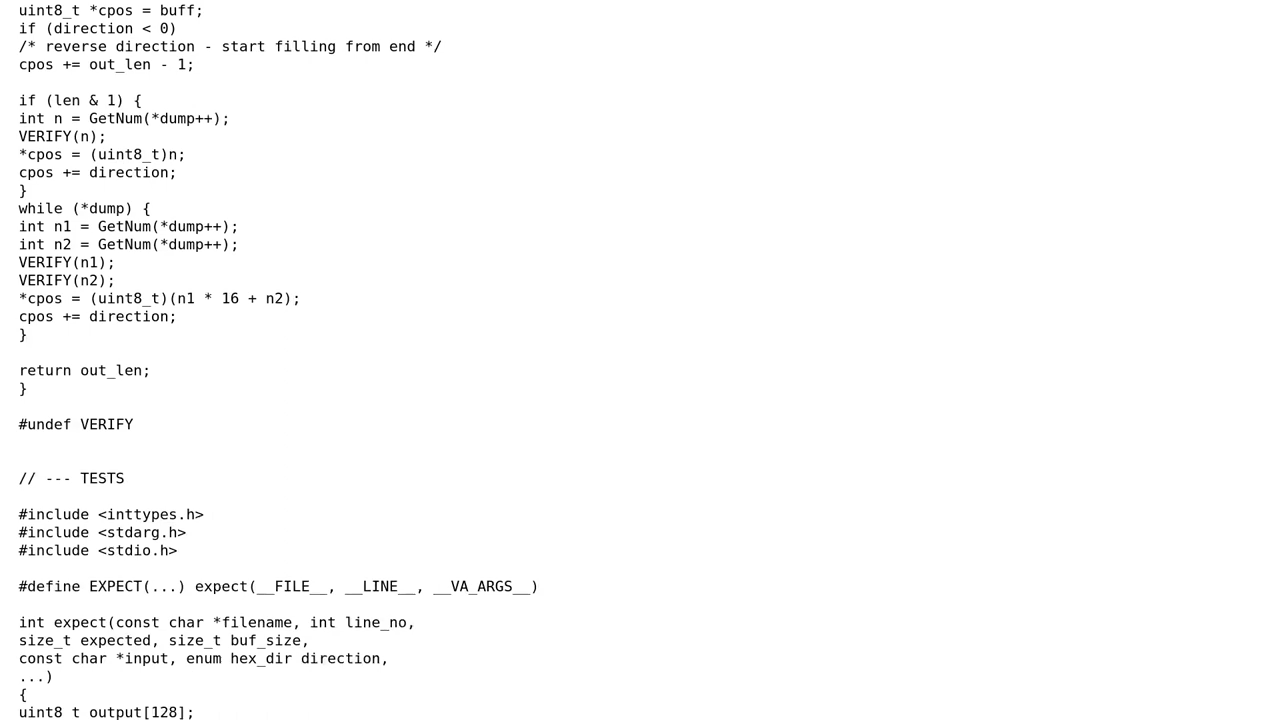 uint8_t *cpos = buff;
if (direction < 0)
/* reverse direction - start filling from end */
cpos += out_len - 1;

if (len & 1) {
int n = GetNum(*dump++);
VERIFY(n);
*cpos = (uint8_t)n;
cpos += direction;
}
while (*dump) {
int n1 = GetNum(*dump++);
int n2 = GetNum(*dump++);
VERIFY(n1);
VERIFY(n2);
*cpos = (uint8_t)(n1 * 16 + n2);
cpos += direction;
}

return out_len;
}

#undef VERIFY


// --- TESTS

#include <inttypes.h>
#include <stdarg.h>
#include <stdio.h>

#define EXPECT(...) expect(__FILE__, __LINE__, __VA_ARGS__)

int expect(const char *filename, int line_no,
size_t expected, size_t buf_size,
const char *input, enum hex_dir direction,
...)
{
uint8_t output[128];